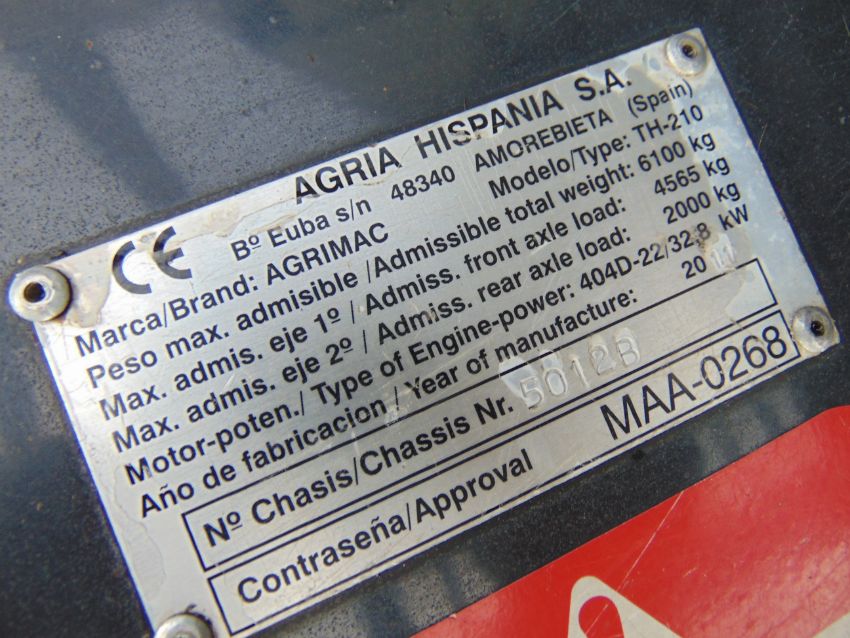 CE
AGRIA HISPANIA S.A.
Bº Euba s/n 48340 AMOREBIETA (Spain)
Marca/Brand: AGRIMAC Modelo/Type: TH-210
Peso max. admisible /Admissible total weight: 6100 kg
Max. admis. eje 1º / Admiss. front axle load: 4565 kg
Max. admis. eje 2º / Admiss. rear axle load: 2000 kg
Motor-poten./ Type of Engine-power: 404D-22/32,8 kW
Año de fabricacion / Year of manufacture: 2011
Nº Chasis/Chassis Nr. 5012B
Contraseña/Approval MAA-0268